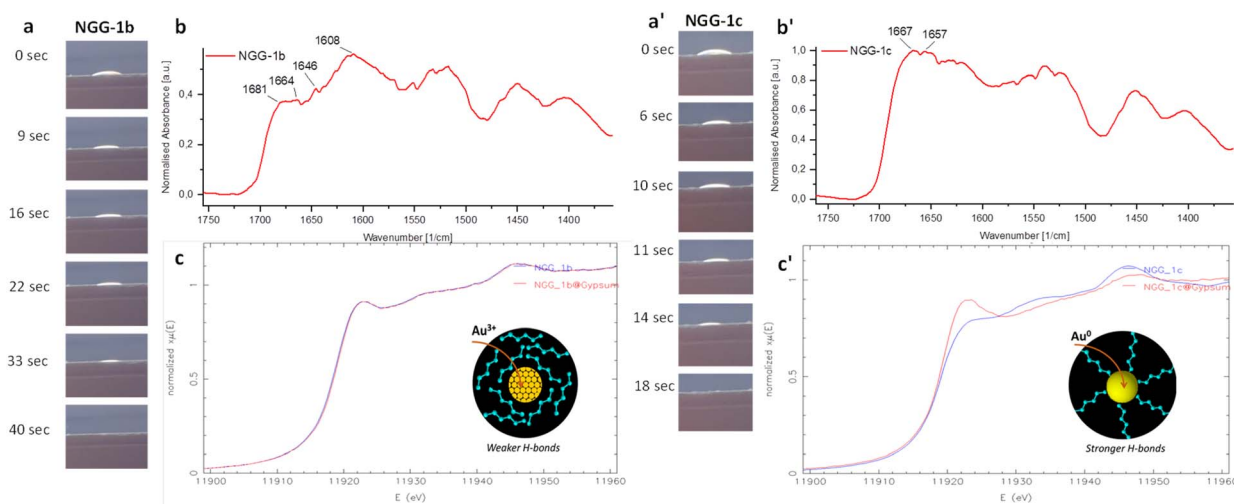 a NGG-1b
0 sec
9 sec
16 sec
22 sec
33 sec
40 sec
b
NGG-1b
1681
1664
1646
1608
Normalised Absorbance [a.u.]
0,4
0,2
0,0
1750 1700 1650 1600 1550 1500 1450 1400
Wavenumber [1/cm]
c
NGG_1b
NGG_1b@Gypsum
normalized xμ(E)
1
0.5
0
Au3+
Weaker H-bonds
11900 11910 11920 11930 11940 11950 11960
E (eV)
a' NGG-1c
0 sec
6 sec
10 sec
11 sec
14 sec
18 sec
b'
NGG-1c
1667 1657
Normalised Absorbance [a.u.]
1,0
0,8
0,6
0,4
0,2
0,0
1750 1700 1650 1600 1550 1500 1450 1400
Wavenumber [1/cm]
c'
NGG_1c
NGG_1c@Gypsum
normalized xμ(E)
1
0.5
0
Au0
Stronger H-bonds
11900 11910 11920 11930 11940 11950 11960
E (eV)